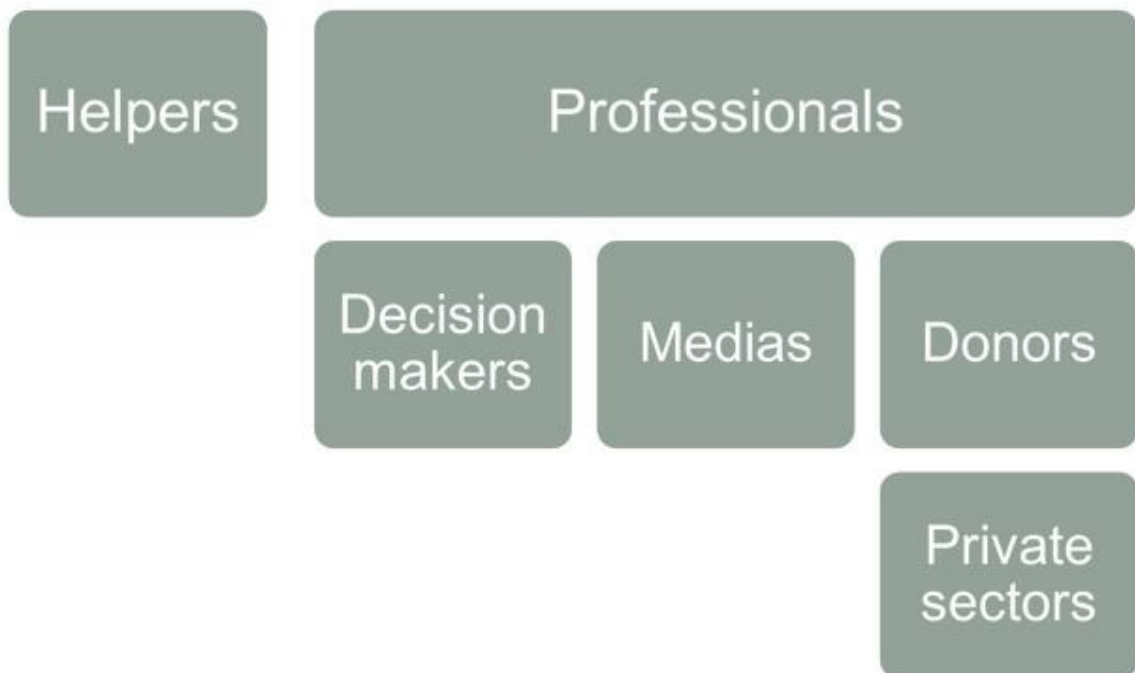 Helpers
Professionals
Decision
makers
Medias
Donors
Private
sectors